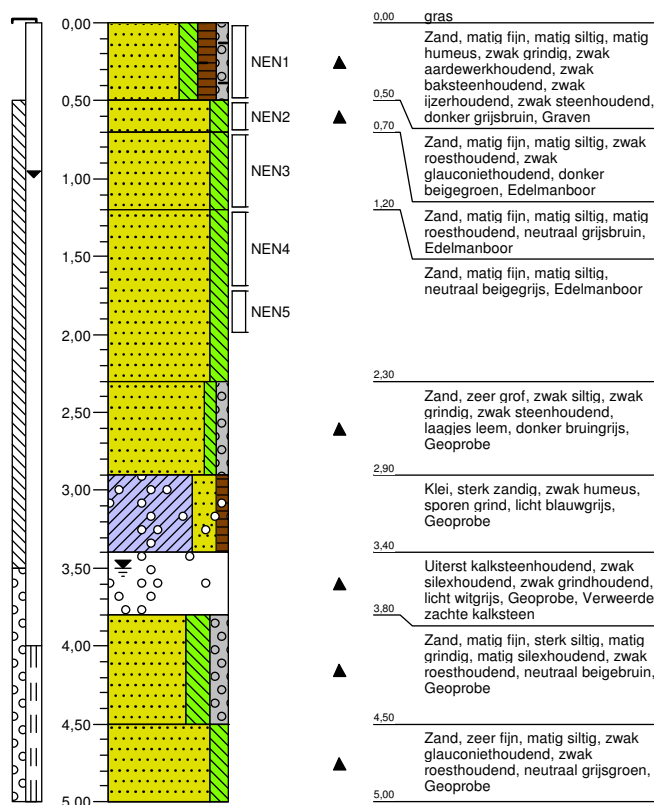 0,00
0,50
1,00
1,50
2,00
2,50
3,00
3,50
4,00
4,50
5,00
NEN1
NEN2
NEN3
NEN4
NEN5
0,00 gras
Zand, matig fijn, matig siltig, matig
humeus, zwak grindig, zwak
aardewerkhoudend, zwak
baksteenhoudend, zwak
ijzerhoudend, zwak steenhoudend,
donker grijsbruin, Graven
0,50
Zand, matig fijn, matig siltig, zwak
roesthoudend, zwak
glauconiethoudend, donker
beigegroen, Edelmanboor
0,70
Zand, matig fijn, matig siltig, matig
roesthoudend, neutraal grijsbruin,
Edelmanboor
1,20
Zand, matig fijn, matig siltig,
neutraal beigegrijs, Edelmanboor
2,30
Zand, zeer grof, zwak siltig, zwak
grindig, zwak steenhoudend,
laagjes leem, donker bruingrijs,
Geoprobe
2,90
Klei, sterk zandig, zwak humeus,
sporen grind, licht blauwgrijs,
Geoprobe
3,40
Uiterst kalksteenhoudend, zwak
silexhoudend, zwak grindhoudend,
licht witgrijs, Geoprobe, Verweerde
zachte kalksteen
3,80
Zand, matig fijn, sterk siltig, matig
grindig, matig silexhoudend, zwak
roesthoudend, neutraal beigebruin,
Geoprobe
4,50
Zand, zeer fijn, matig siltig, zwak
glauconiethoudend, zwak
roesthoudend, neutraal grijsgroen,
Geoprobe
5,00